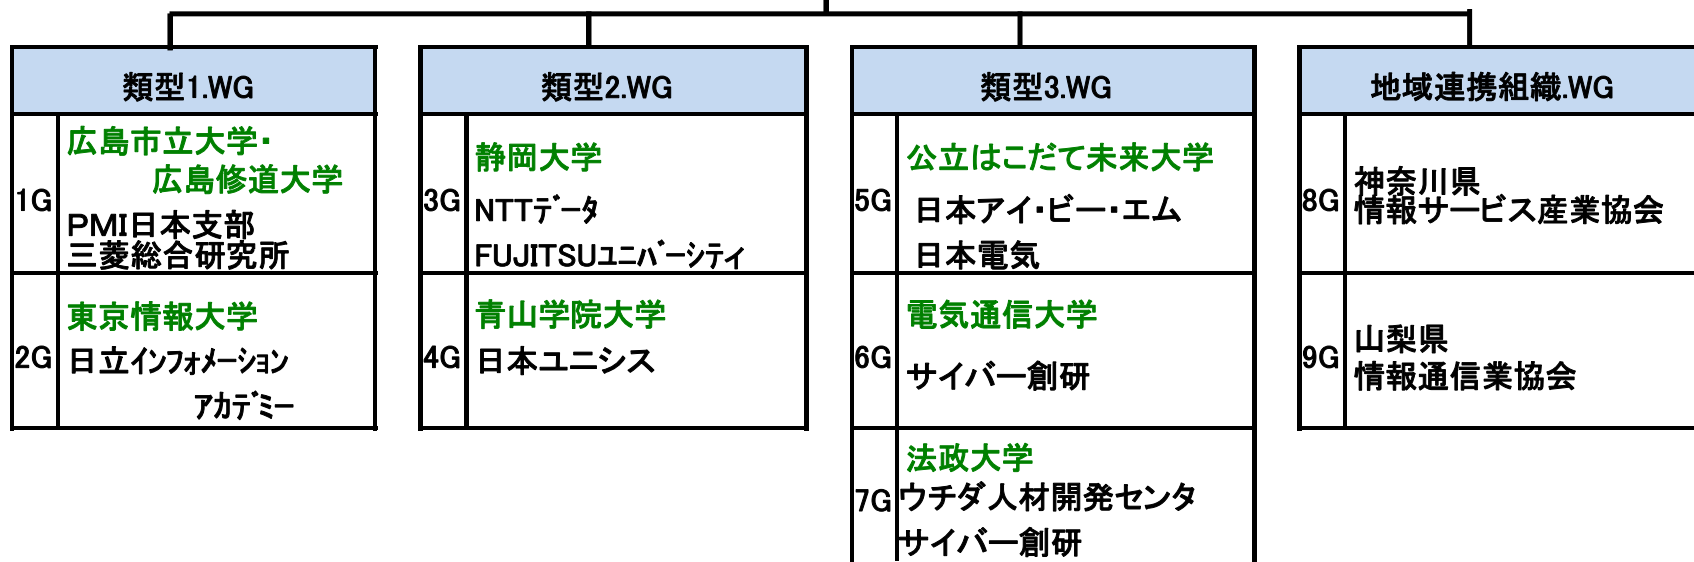 類型1.WG
1G
広島市立大学・
広島修道大学
PMI日本支部
三菱総合研究所
2G
東京情報大学
日立インフォメーション
アカデミー
類型2.WG
3G
静岡大学
NTTデータ
FUJITSUユニバーシティ
4G
青山学院大学
日本ユニシス
類型3.WG
5G
公立はこだて未来大学
日本アイ・ビー・エム
日本電気
6G
電気通信大学
サイバー創研
7G
法政大学
ウチダ人材開発センタ
サイバー創研
地域連携組織.WG
8G
神奈川県
情報サービス産業協会
9G
山梨県
情報通信業協会